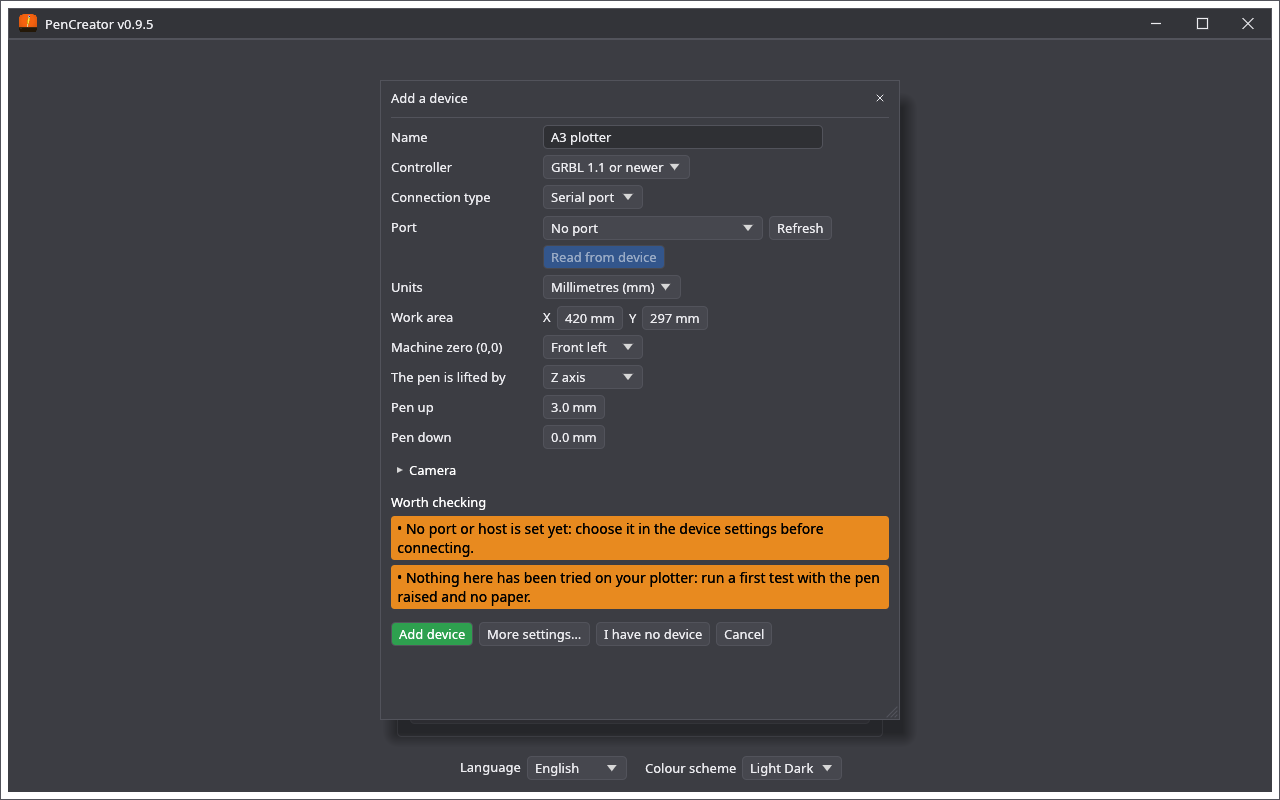 PenCreator v0.9.5
Add a device
Name A3 plotter
Controller GRBL 1.1 or newer
Connection type Serial port
Port No port Refresh
Read from device
Units Millimetres (mm)
Work area X 420 mm Y 297 mm
Machine zero (0,0) Front left
The pen is lifted by Z axis
Pen up 3.0 mm
Pen down 0.0 mm
Camera
Worth checking
• No port or host is set yet: choose it in the device settings before
connecting.
• Nothing here has been tried on your plotter: run a first test with the pen
raised and no paper.
Add device More settings... I have no device Cancel
Language English Colour scheme Light Dark